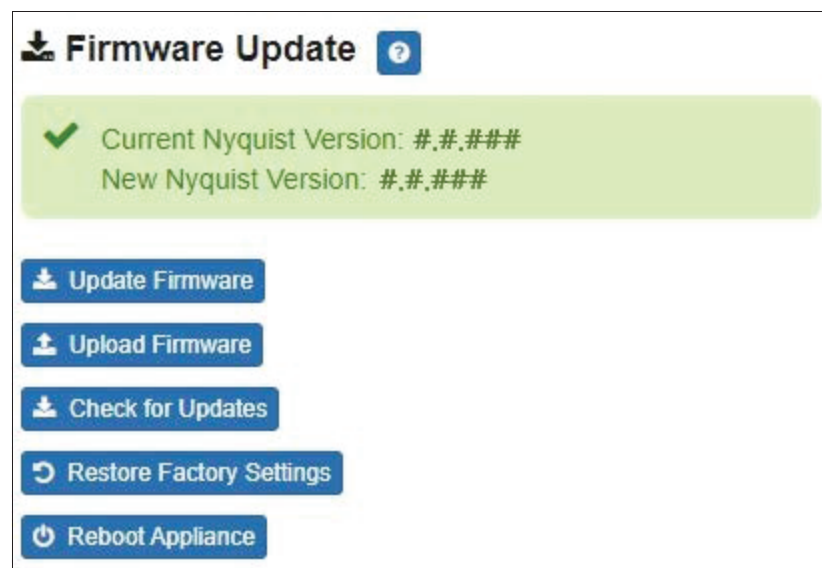 Firmware Update
Current Nyquist Version: #.#.###
New Nyquist Version: #.#.###
Update Firmware
Upload Firmware
Check for Updates
Restore Factory Settings
Reboot Appliance